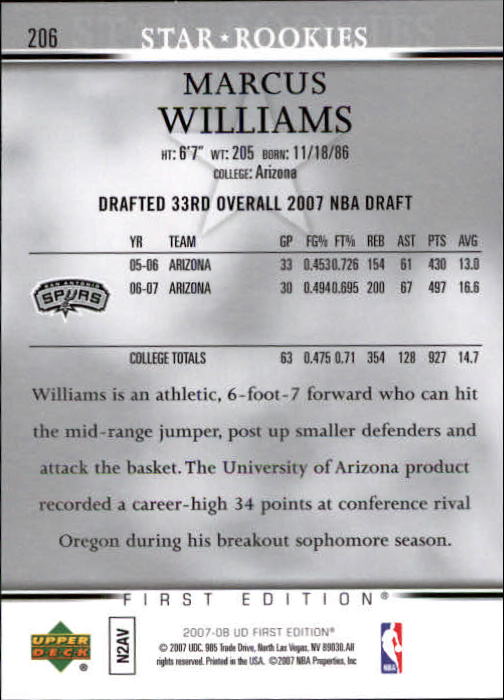 206
STAR★ROOKIES
MARCUS
WILLIAMS
HT: 6'7" WT: 205 BORN: 11/18/86
COLLEGE: Arizona
DRAFTED 33RD OVERALL 2007 NBA DRAFT
YR TEAM GP FG% FT% REB AST PTS AVG
05-06 ARIZONA 33 0.453 0.726 154 61 430 13.0
06-07 ARIZONA 30 0.494 0.695 200 67 497 16.6
SAN ANTONIO
SPURS
COLLEGE TOTALS 63 0.475 0.71 354 128 927 14.7
Williams is an athletic, 6-foot-7 forward who can hit
the mid-range jumper, post up smaller defenders and
attack the basket. The University of Arizona product
recorded a career-high 34 points at conference rival
Oregon during his breakout sophomore season.
FIRST EDITION®
UPPER
DECK
®
N2AV
2007-08 UD FIRST EDITION®
© 2007 UDC. 985 Trade Drive, North Las Vegas, NV 89030. All
rights reserved. Printed in the USA. ©2007 NBA Properties, Inc
NBA